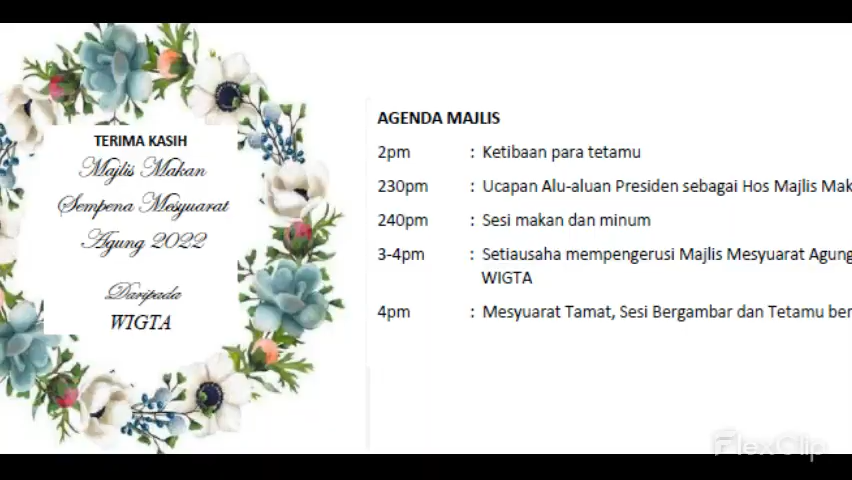 TERIMA KASIH
Majlis Makan
Sempena Mesyuarat
Agung 2022
Daripada
WIGTA
AGENDA MAJLIS
2pm : Ketibaan para tetamu
230pm : Ucapan Alu-aluan Presiden sebagai Hos Majlis Mak
240pm : Sesi makan dan minum
3-4pm : Setiausaha mempengerusi Majlis Mesyuarat Agung
WIGTA
4pm : Mesyuarat Tamat, Sesi Bergambar dan Tetamu ber
FlexClip